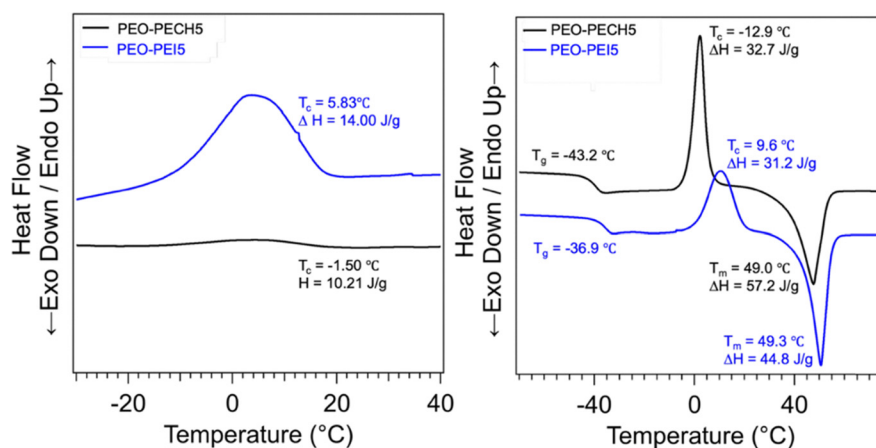 PEO-PECH5
PEO-PEI5
T_c = 5.83℃
Δ H = 14.00 J/g
T_c = -1.50 ℃
H = 10.21 J/g
Heat Flow
←Exo Down / Endo Up→
-20
0
20
40
Temperature (°C)
PEO-PECH5
PEO-PEI5
T_c = -12.9 ℃
ΔH = 32.7 J/g
T_c = 9.6 ℃
ΔH = 31.2 J/g
T_g = -43.2 ℃
T_g = -36.9 ℃
T_m = 49.0 ℃
ΔH = 57.2 J/g
T_m = 49.3 ℃
ΔH = 44.8 J/g
Heat Flow
←Exo Down / Endo Up→
-40
0
40
Temperature (°C)